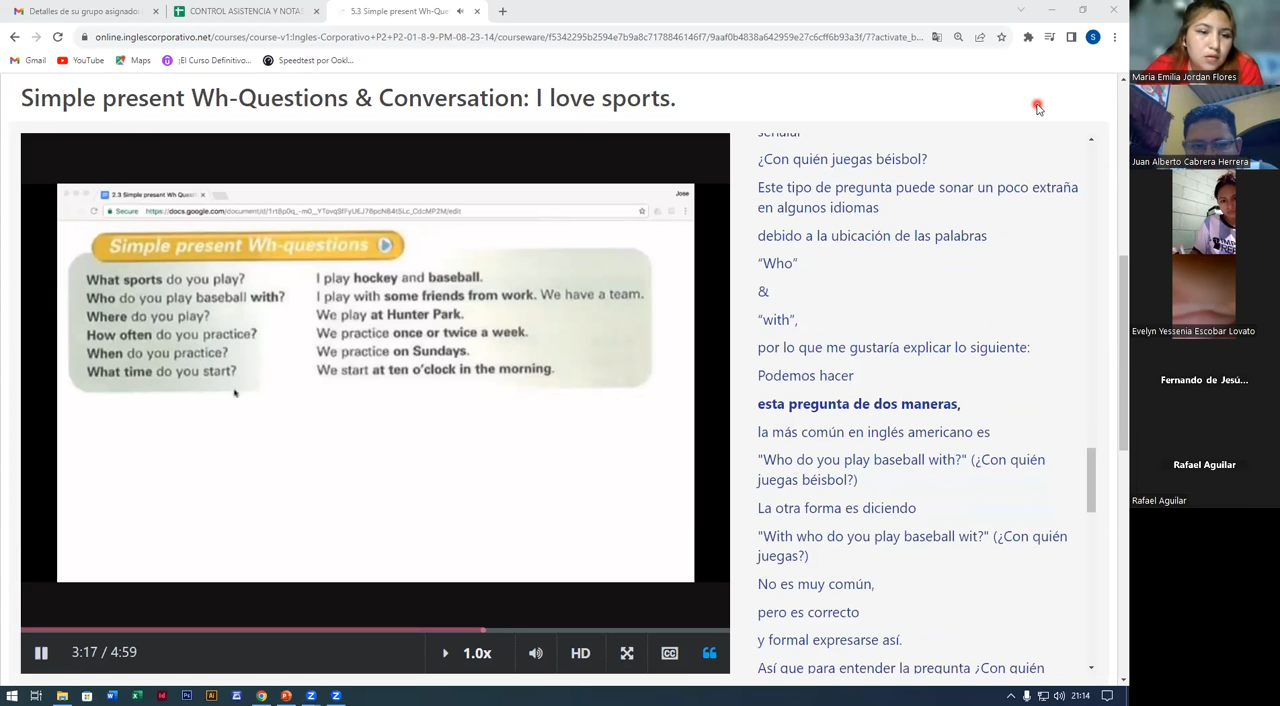 Detalles de su grupo asignado
CONTROL ASISTENCIA Y NOTAS
5.3 Simple present Wh-Que
online.inglescorporativo.net/courses/course-v1:Ingles-Corporativo+P2+P2-01-8-9-PM-08-23-14/courseware/f5342295b2594e7b9a8c7178846146f7/9aaf0b4838a642959e27c6cff6b93a3f/7?activate_b...
S
Gmail
YouTube
Maps
¡El Curso Definitivo...
Speedtest por Ookl...
Simple present Wh-Questions & Conversation: I love sports.
2.3 Simple present Wh Quest
Jose
Secure
Simple present Wh-questions
What sports do you play? I play hockey and baseball.
Who do you play baseball with? I play with some friends from work. We have a team.
Where do you play? We play at Hunter Park.
How often do you practice? We practice once or twice a week.
When do you practice? We practice on Sundays.
What time do you start? We start at ten o'clock in the morning.
3:17 / 4:59
1.0x
HD
CC
señalar
¿Con quién juegas béisbol?
Este tipo de pregunta puede sonar un poco extraña
en algunos idiomas
debido a la ubicación de las palabras
“Who”
&
“with”,
por lo que me gustaría explicar lo siguiente:
Podemos hacer
esta pregunta de dos maneras,
la más común en inglés americano es
"Who do you play baseball with?" (¿Con quién
juegas béisbol?)
La otra forma es diciendo
"With who do you play baseball wit?" (¿Con quién
juegas?)
No es muy común,
pero es correcto
y formal expresarse así.
Así que para entender la pregunta ¿Con quién
Maria Emilia Jordan Flores
Juan Alberto Cabrera Herrera
Evelyn Yessenia Escobar Lovato
Fernando de Jesú...
Rafael Aguilar
Rafael Aguilar
21:14